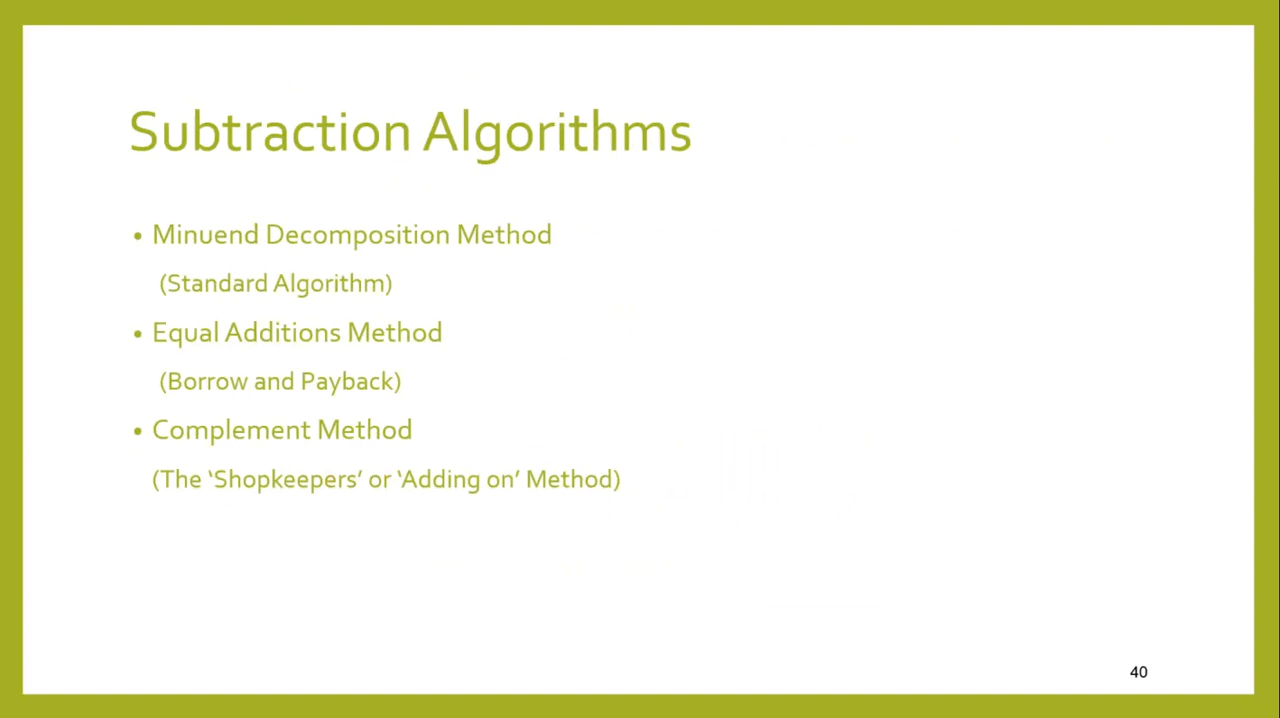 Subtraction Algorithms
• Minuend Decomposition Method
(Standard Algorithm)
• Equal Additions Method
(Borrow and Payback)
• Complement Method
(The ‘Shopkeepers’ or ‘Adding on’ Method)
40